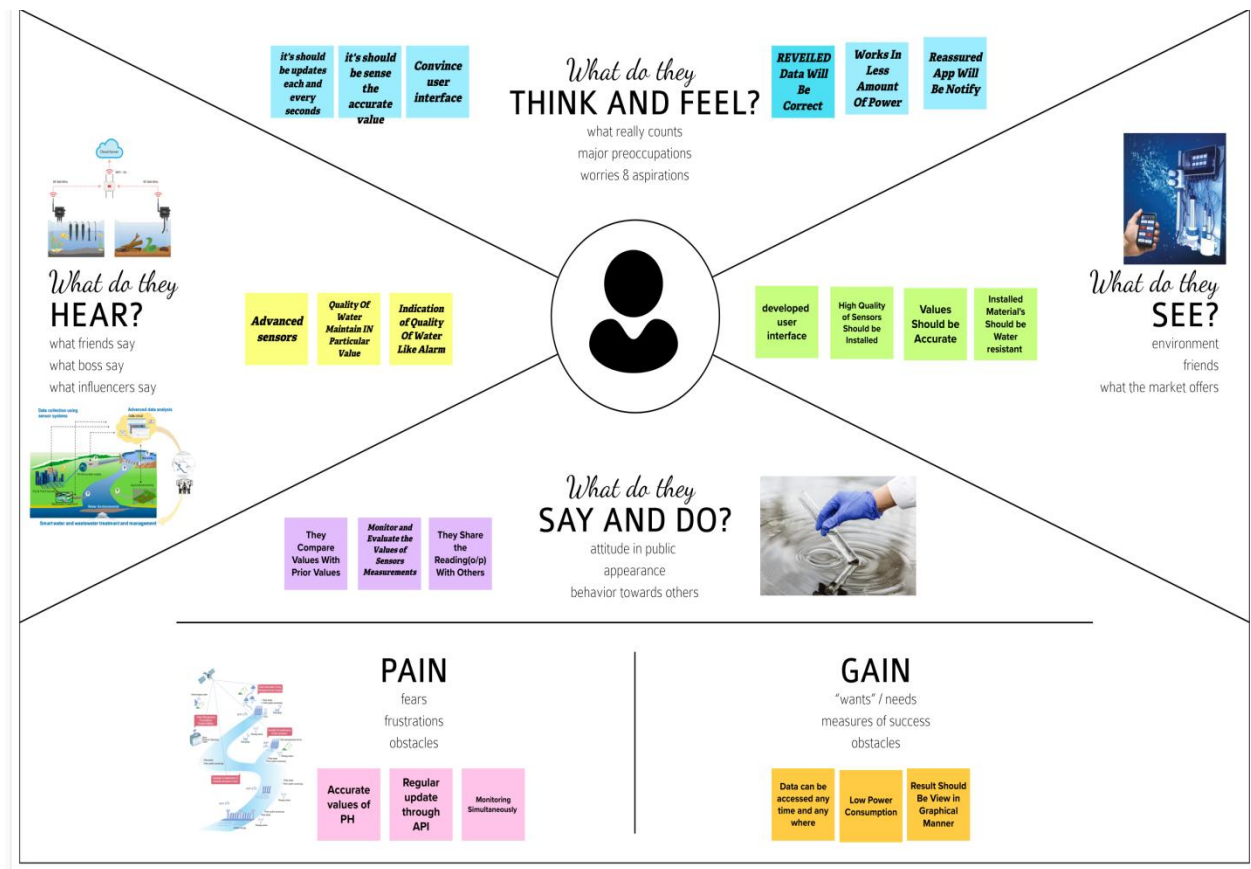 it's should
be updates
each and
every
seconds
it's should
be sense
the
accurate
value
Convince
user
interface
What do they
THINK AND FEEL?
what really counts
major preoccupations
worries & aspirations
REVEILED
Data Will
Be
Correct
Works In
Less
Amount
Of Power
Reassured
App Will
Be Notify
What do they
HEAR?
what friends say
what boss say
what influencers say
Data collection using
sensor systems
Advanced data analysis
Smart water and wastewater treatment and management
Advanced
sensors
Quality Of
Water
Maintain IN
Particular
Value
Indication
of Quality
Of Water
Like Alarm
developed
user
interface
High Quality
of Sensors
Should be
Installed
Values
Should be
Accurate
Installed
Material's
Should be
Water
resistant
What do they
SEE?
environment
friends
what the market offers
What do they
SAY AND DO?
attitude in public
appearance
behavior towards others
They
Compare
Values With
Prior Values
Monitor and
Evaluate the
Values of
Sensors
Measurements
They Share
the
Reading(o/p)
With Others
PAIN
fears
frustrations
obstacles
Accurate
values of
PH
Regular
update
through
API
Monitoring
Simultaneously
GAIN
"wants" / needs
measures of success
obstacles
Data can be
accessed any
time and any
where
Low Power
Consumption
Result Should
Be View in
Graphical
Manner